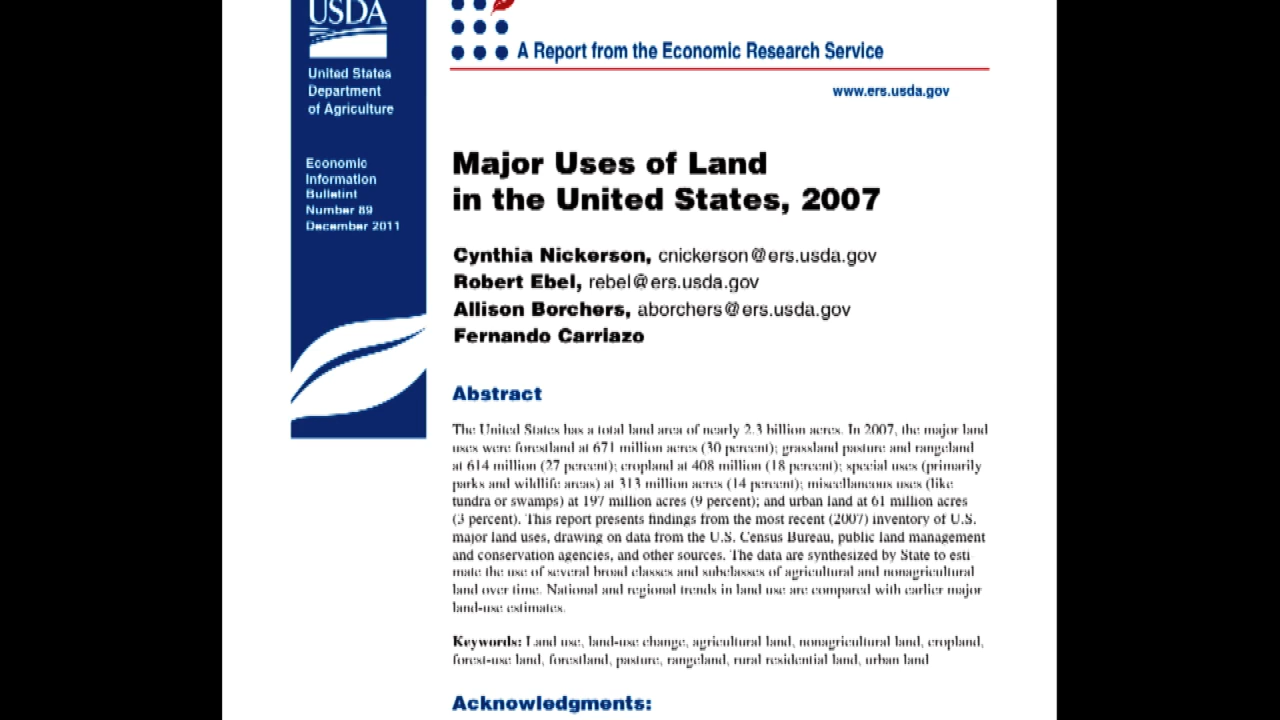 USDA
United States
Department
of Agriculture
Economic
Information
Bulletint
Number 89
December 2011
A Report from the Economic Research Service
www.ers.usda.gov
Major Uses of Land
in the United States, 2007
Cynthia Nickerson, cnickerson@ers.usda.gov
Robert Ebel, rebel@ers.usda.gov
Allison Borchers, aborchers@ers.usda.gov
Fernando Carriazo
Abstract
The United States has a total land area of nearly 2.3 billion acres. In 2007, the major land
uses were forestland at 671 million acres (30 percent); grassland pasture and rangeland
at 614 million (27 percent); cropland at 408 million (18 percent); special uses (primarily
parks and wildlife areas) at 313 million acres (14 percent); miscellaneous uses (like
tundra or swamps) at 197 million acres (9 percent); and urban land at 61 million acres
(3 percent). This report presents findings from the most recent (2007) inventory of U.S.
major land uses, drawing on data from the U.S. Census Bureau, public land management
and conservation agencies, and other sources. The data are synthesized by State to esti
mate the use of several broad classes and subclasses of agricultural and nonagricultural
land over time. National and regional trends in land use are compared with earlier major
land-use estimates.
Keywords: Land use, land-use change, agricultural land, nonagricultural land, cropland,
forest-use land, forestland, pasture, rangeland, rural residential land, urban land
Acknowledgments: